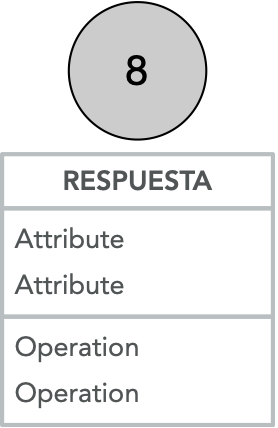 8
RESPUESTA
Attribute
Attribute
Operation
Operation